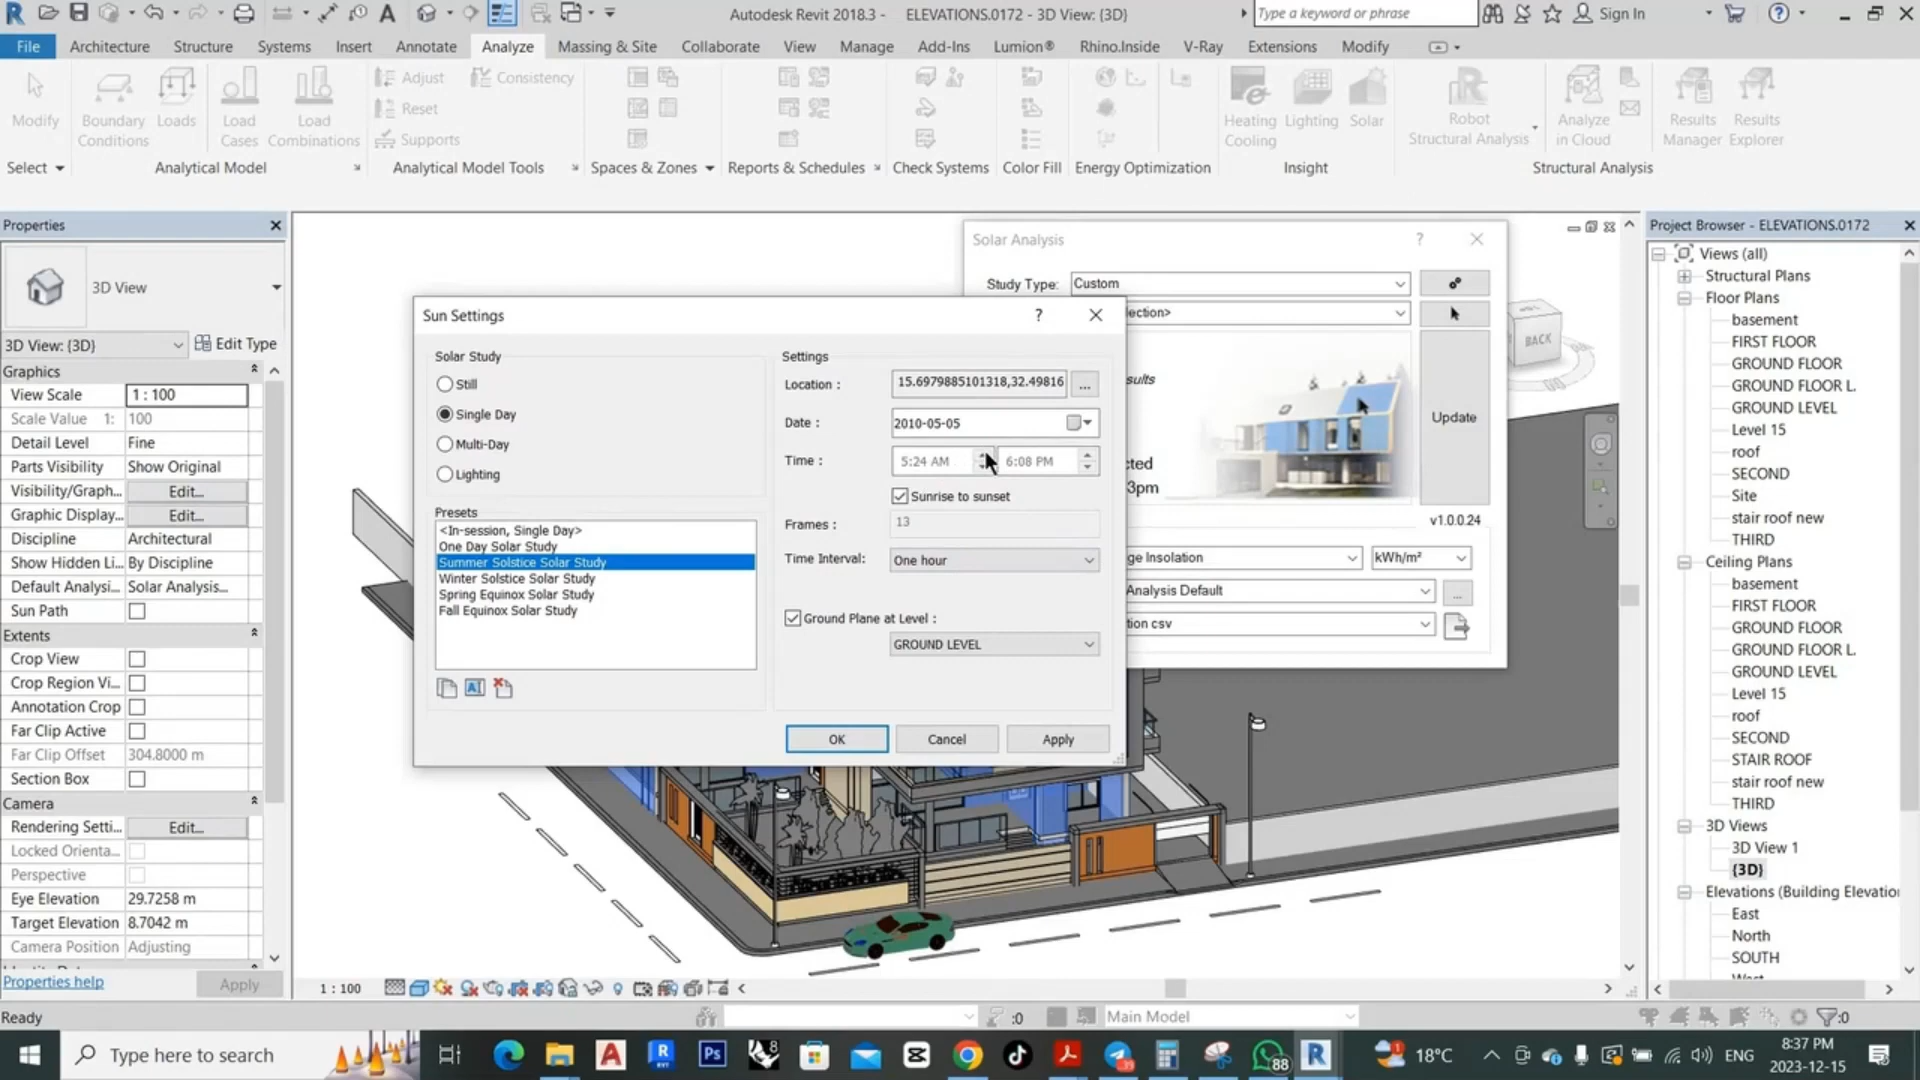 Autodesk Revit 2018.3 - ELEVATIONS.0172 - 3D View: {3D}
Type a keyword or phrase
Sign In
File Architecture Structure Systems Insert Annotate Analyze Massing & Site Collaborate View Manage Add-Ins Lumion® Rhino.Inside V-Ray Extensions Modify
Modify
Boundary
Conditions
Loads
Load
Cases
Load
Combinations
Adjust
Consistency
Reset
Supports
Heating
Cooling
Lighting
Solar
Robot
Structural Analysis
Analyze
in Cloud
Results
Manager
Results
Explorer
Select
Analytical Model
Analytical Model Tools
Spaces & Zones
Reports & Schedules
Check Systems
Color Fill
Energy Optimization
Insight
Structural Analysis
Properties
3D View
3D View: {3D}
Edit Type
Graphics
View Scale 1 : 100
Scale Value 1: 100
Detail Level Fine
Parts Visibility Show Original
Visibility/Graph... Edit...
Graphic Display... Edit...
Discipline Architectural
Show Hidden Li... By Discipline
Default Analysi... Solar Analysis...
Sun Path
Extents
Crop View
Crop Region Vi...
Annotation Crop
Far Clip Active
Far Clip Offset 304.8000 m
Section Box
Camera
Rendering Setti... Edit...
Locked Orienta...
Perspective
Eye Elevation 29.7258 m
Target Elevation 8.7042 m
Camera Position Adjusting
Properties help
Apply
Solar Analysis
Study Type: Custom
lection>
sults
Update
cted
3pm
v1.0.0.24
ge Insolation
kWh/m²
Analysis Default
...
tion csv
BACK
Sun Settings
Solar Study
Still
Single Day
Multi-Day
Lighting
Presets
<In-session, Single Day>
One Day Solar Study
Summer Solstice Solar Study
Winter Solstice Solar Study
Spring Equinox Solar Study
Fall Equinox Solar Study
Settings
Location : 15.6979885101318,32.49816 ...
Date : 2010-05-05
Time : 5:24 AM 6:08 PM
Sunrise to sunset
Frames : 13
Time Interval: One hour
Ground Plane at Level :
GROUND LEVEL
OK
Cancel
Apply
Project Browser - ELEVATIONS.0172
Views (all)
Structural Plans
Floor Plans
basement
FIRST FLOOR
GROUND FLOOR
GROUND FLOOR L.
GROUND LEVEL
Level 15
roof
SECOND
Site
stair roof new
THIRD
Ceiling Plans
basement
FIRST FLOOR
GROUND FLOOR
GROUND FLOOR L.
GROUND LEVEL
Level 15
roof
SECOND
STAIR ROOF
stair roof new
THIRD
3D Views
3D View 1
{3D}
Elevations (Building Elevation
East
North
SOUTH
1 : 100
Ready
:0
Main Model
:0
Type here to search
88
18°C
ENG
8:37 PM
2023-12-15